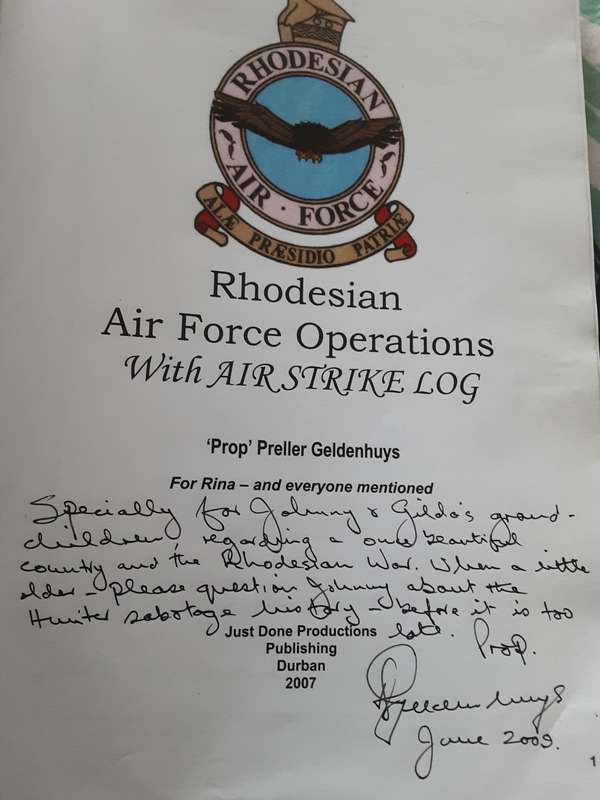 RHODESIAN
AIR · FORCE
ALÆ PRÆSIDIO PATRIÆ
Rhodesian
Air Force Operations
With AIR STRIKE LOG
‘Prop’ Preller Geldenhuys
For Rina – and everyone mentioned
Specially for Johnny & Gilda's grand-
children, regarding a once beautiful
country and the Rhodesian War. When a little
older - please question Johnny about the
Hunter sabotage history - before it is too
late. Prop.
Just Done Productions
Publishing
Durban
2007
PGeldenhuys
June 2009.
1